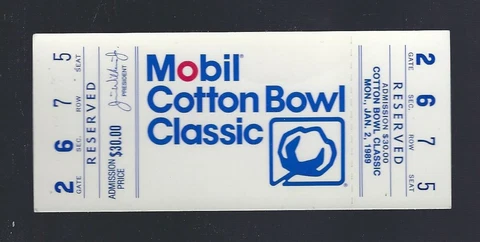 2 6 7 5
GATE SEC ROW SEAT
RESERVED
ADMISSION PRICE $30.00
PRESIDENT
Mobil®
Cotton Bowl
Classic
®
ADMISSION $30.00
COTTON BOWL CLASSIC
MON., JAN. 2, 1989
RESERVED
GATE SEC ROW SEAT
2 6 7 5